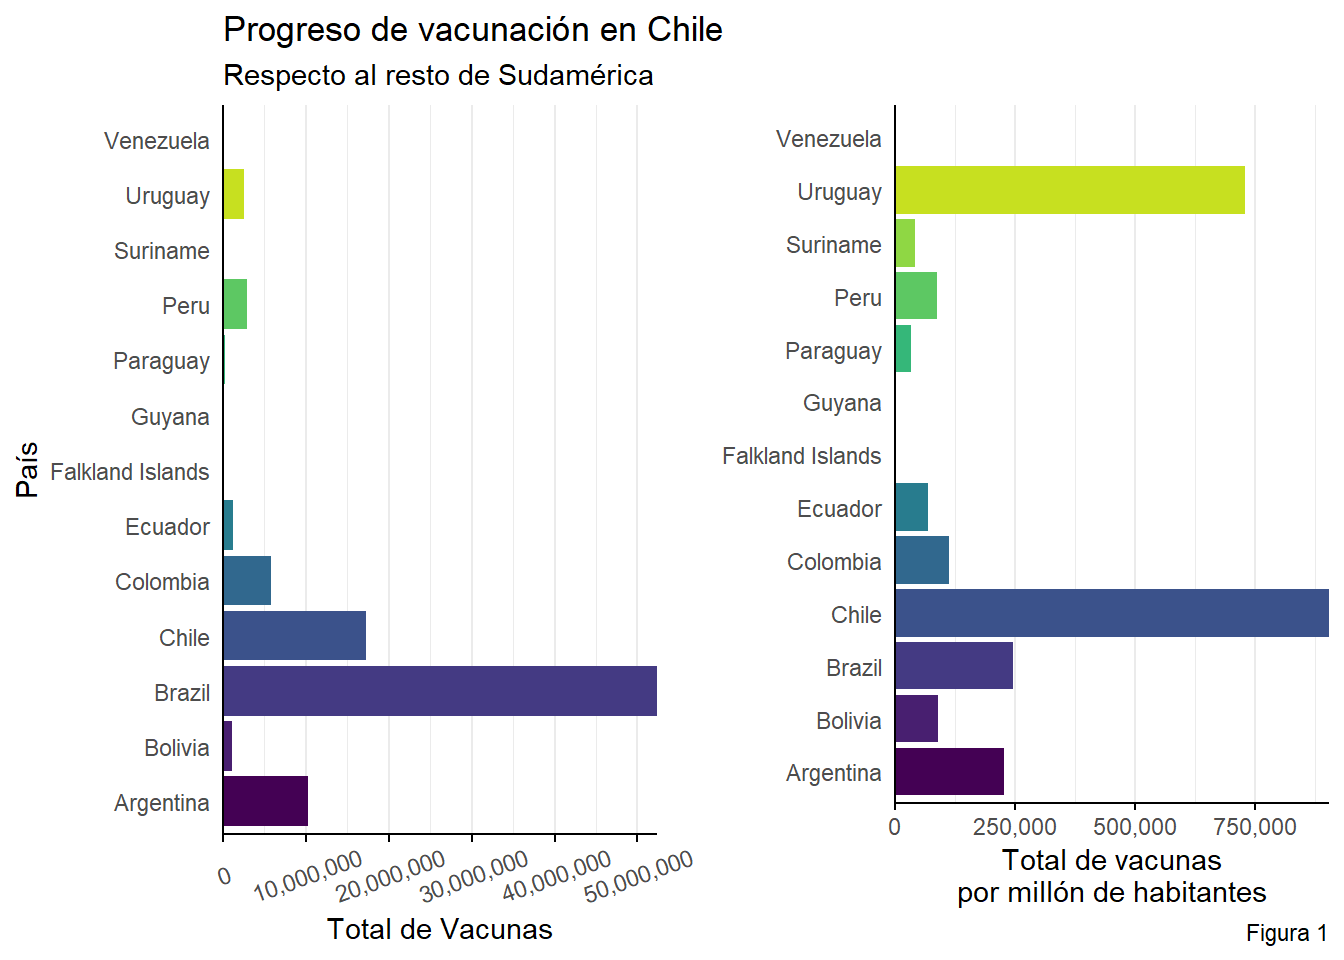 Progreso de vacunación en Chile
Respecto al resto de Sudamérica
País
Venezuela
Uruguay
Suriname
Peru
Paraguay
Guyana
Falkland Islands
Ecuador
Colombia
Chile
Brazil
Bolivia
Argentina
0
10,000,000
20,000,000
30,000,000
40,000,000
50,000,000
Total de Vacunas
Venezuela
Uruguay
Suriname
Peru
Paraguay
Guyana
Falkland Islands
Ecuador
Colombia
Chile
Brazil
Bolivia
Argentina
0
250,000
500,000
750,000
Total de vacunas
por millón de habitantes
Figura 1